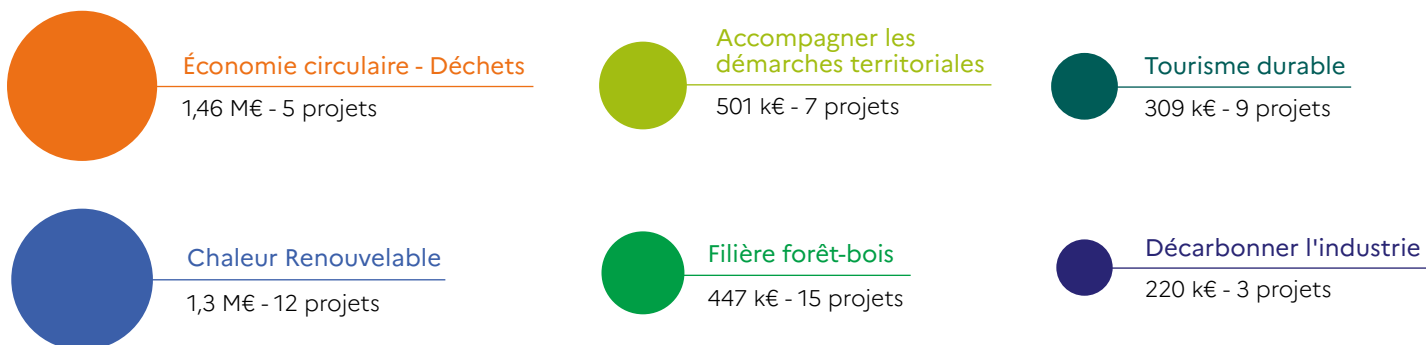 Économie circulaire - Déchets
1,46 M€ - 5 projets
Accompagner les
démarches territoriales
501 k€ - 7 projets
Tourisme durable
309 k€ - 9 projets
Chaleur Renouvelable
1,3 M€ - 12 projets
Filière forêt-bois
447 k€ - 15 projets
Décarbonner l'industrie
220 k€ - 3 projets